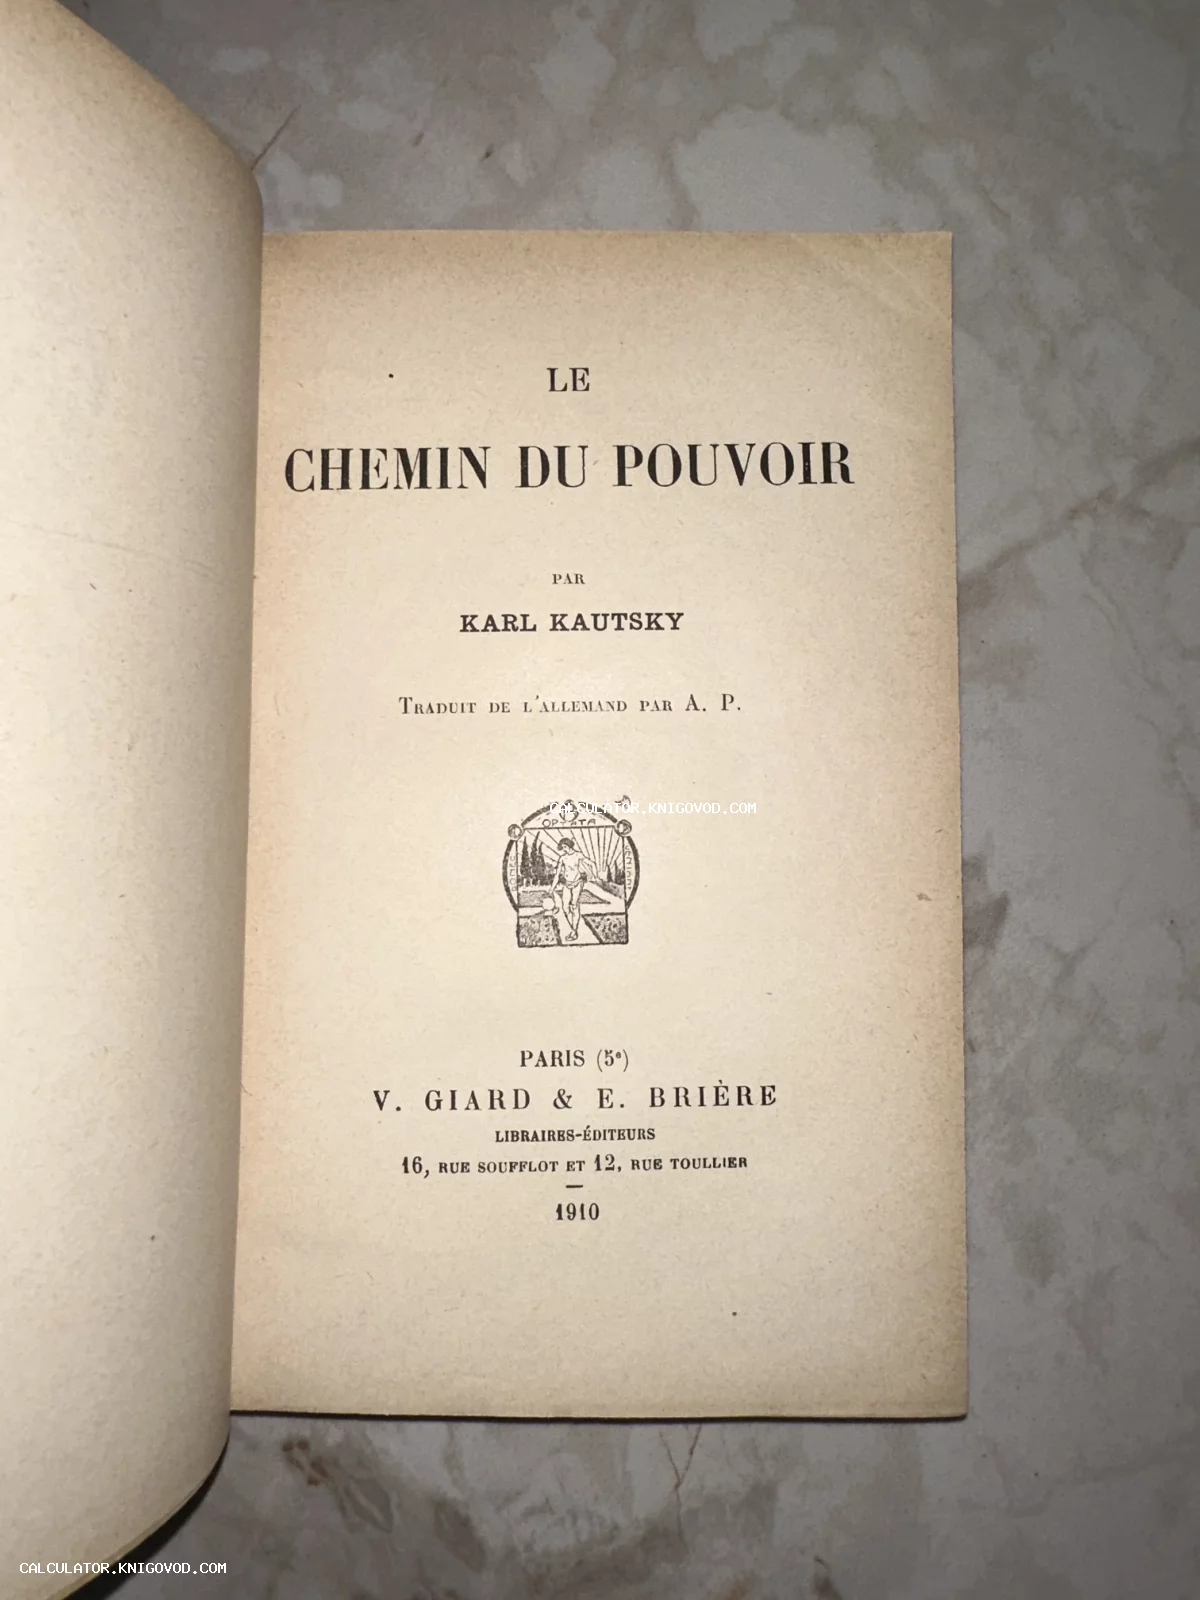 LE
CHEMIN DU POUVOIR
PAR
KARL KAUTSKY
TRADUIT DE L'ALLEMAND PAR A. P.
CALCULATOR.KNIGOVOD.COM
OPTATA
PARIS (5e)
V. GIARD & E. BRIÈRE
LIBRAIRES-ÉDITEURS
16, RUE SOUFFLOT ET 12, RUE TOULLIER
1910
CALCULATOR.KNIGOVOD.COM